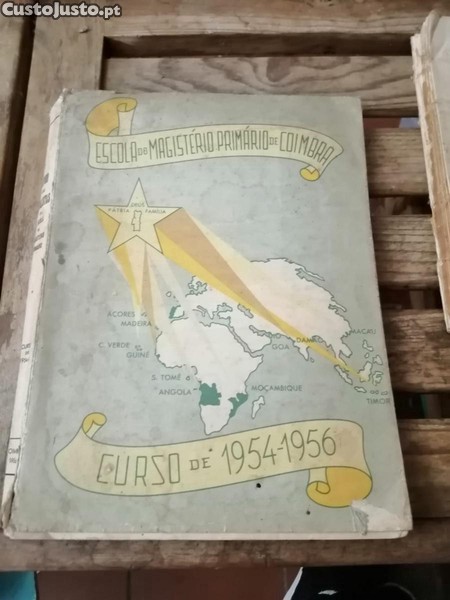 CustoJusto.pt
ESCOLA DE MAGISTÉRIO PRIMÁRIO DE COIMBRA
DEUS
PÁTRIA FAMÍLIA
AÇORES
MADEIRA
C. VERDE
GUINÉ
S. TOMÉ
ANGOLA
MOÇAMBIQUE
GOA
DAMÃO
MACAU
TIMOR
CURSO DE 1954-1956